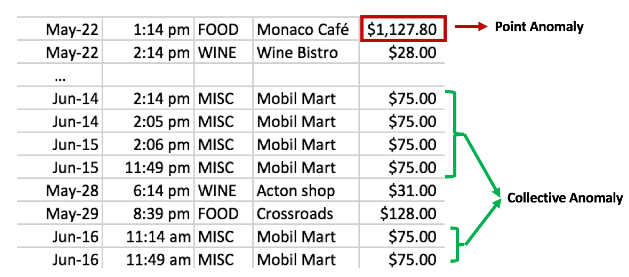 May-22 1:14 pm FOOD Monaco Café $1,127.80 Point Anomaly
May-22 2:14 pm WINE Wine Bistro $28.00
...
Jun-14 2:14 pm MISC Mobil Mart $75.00
Jun-14 2:05 pm MISC Mobil Mart $75.00
Jun-15 2:06 pm MISC Mobil Mart $75.00
Jun-15 11:49 pm MISC Mobil Mart $75.00
May-28 6:14 pm WINE Acton shop $31.00 Collective Anomaly
May-29 8:39 pm FOOD Crossroads $128.00
Jun-16 11:14 am MISC Mobil Mart $75.00
Jun-16 11:49 am MISC Mobil Mart $75.00